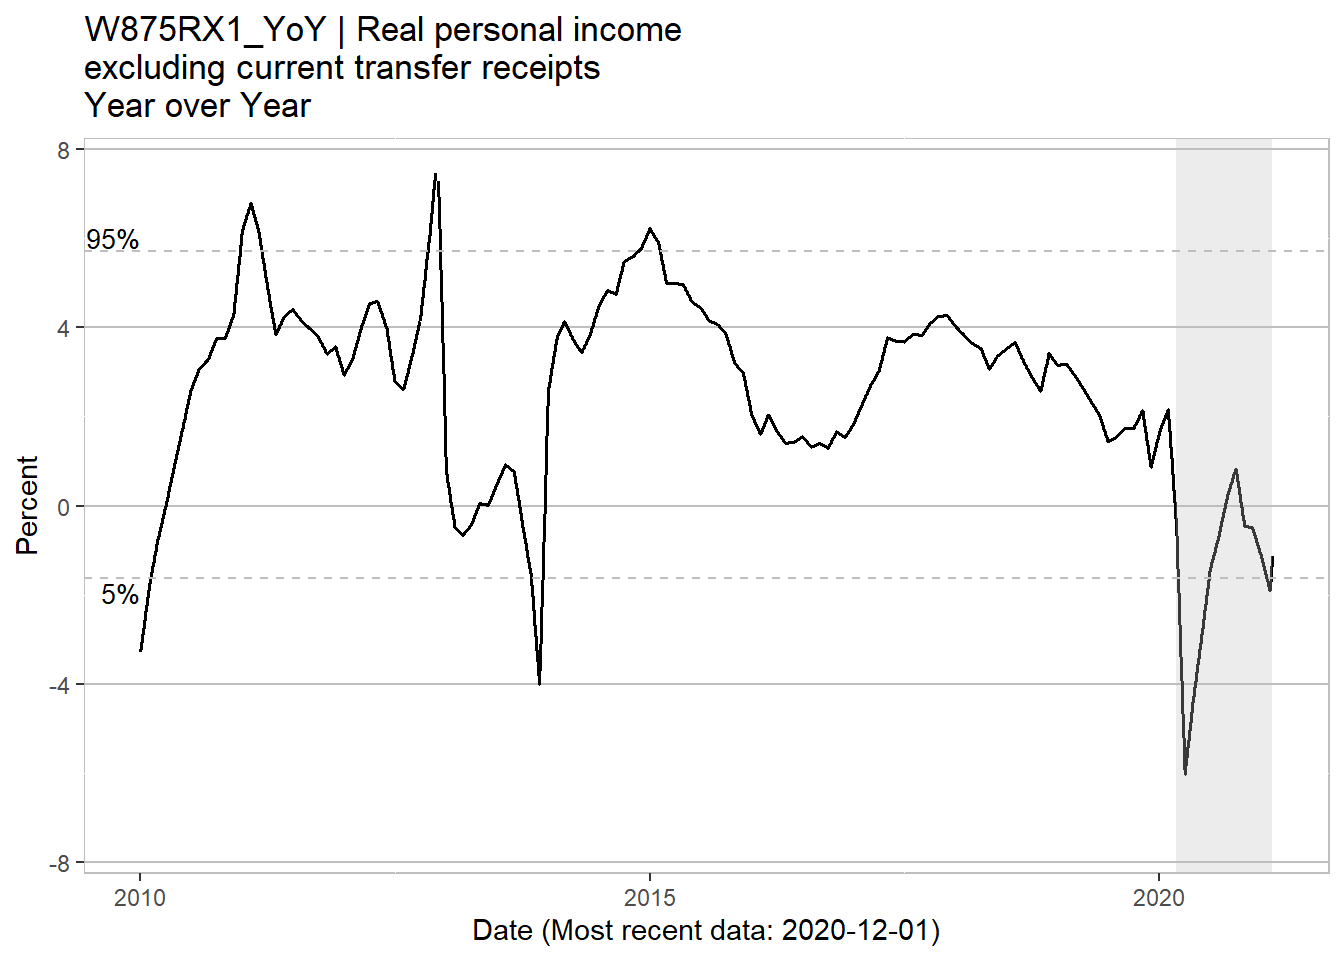 W875RX1_YoY | Real personal income
excluding current transfer receipts
Year over Year
8
95%
4
0
5%
-4
-8
Percent
2010
2015
2020
Date (Most recent data: 2020-12-01)